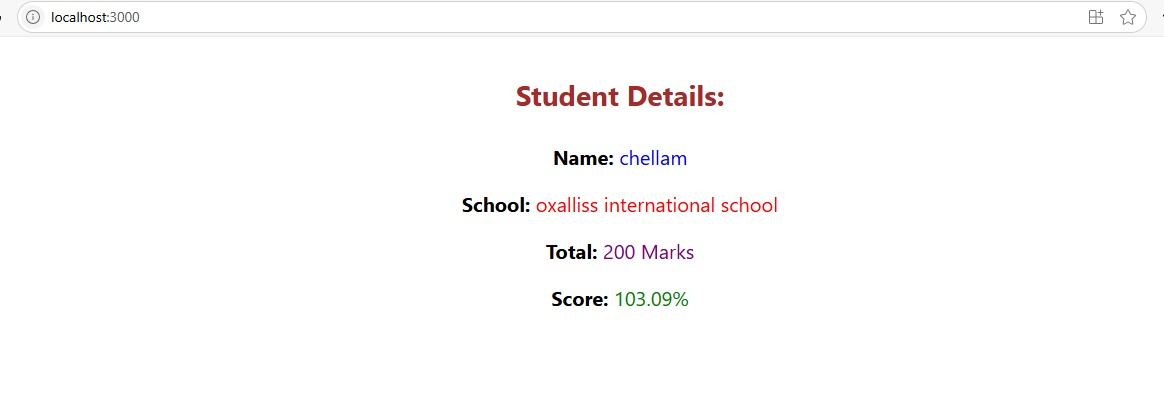 localhost:3000
Student Details:
Name: chellam
School: oxalliss international school
Total: 200 Marks
Score: 103.09%